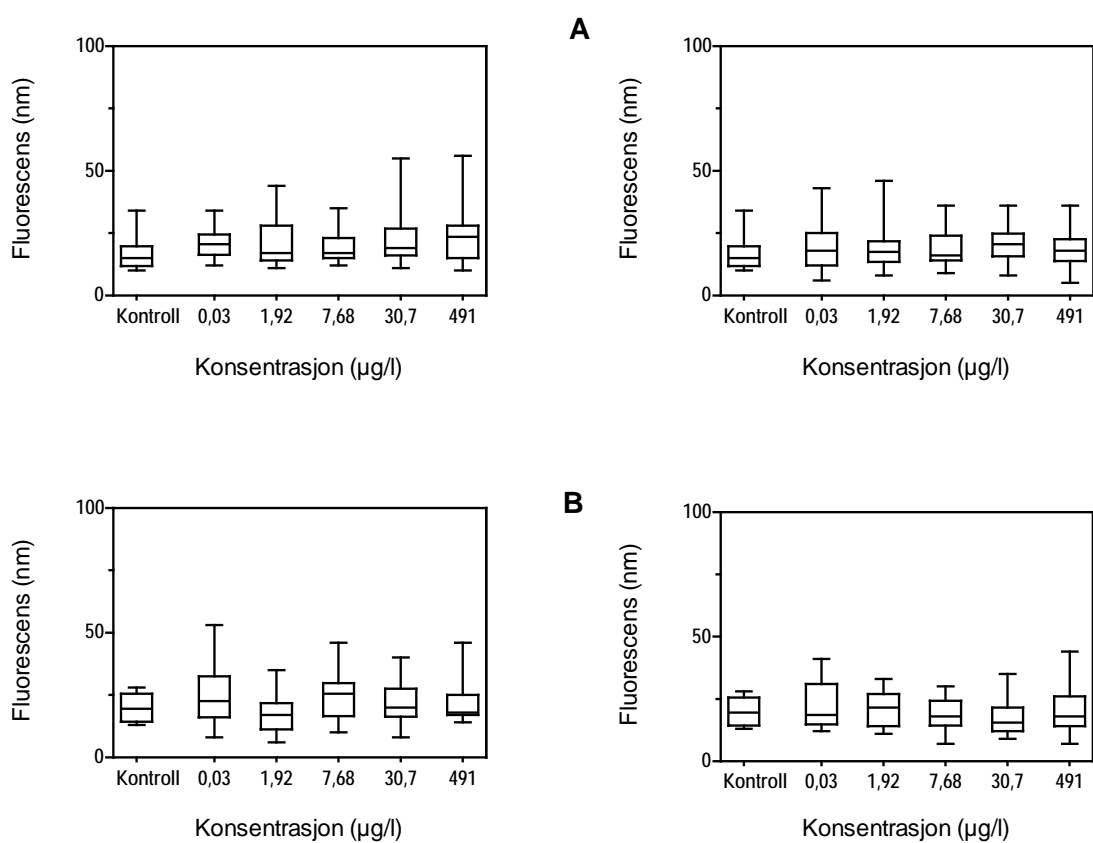 A
100
50
0
Fluorescens (nm)
Kontroll 0,03 1,92 7,68 30,7 491
Konsentrasjon (µg/l)
100
50
0
Fluorescens (nm)
Kontroll 0,03 1,92 7,68 30,7 491
Konsentrasjon (µg/l)
B
100
50
0
Fluorescens (nm)
Kontroll 0,03 1,92 7,68 30,7 491
Konsentrasjon (µg/l)
100
50
0
Fluorescens (nm)
Kontroll 0,03 1,92 7,68 30,7 491
Konsentrasjon (µg/l)